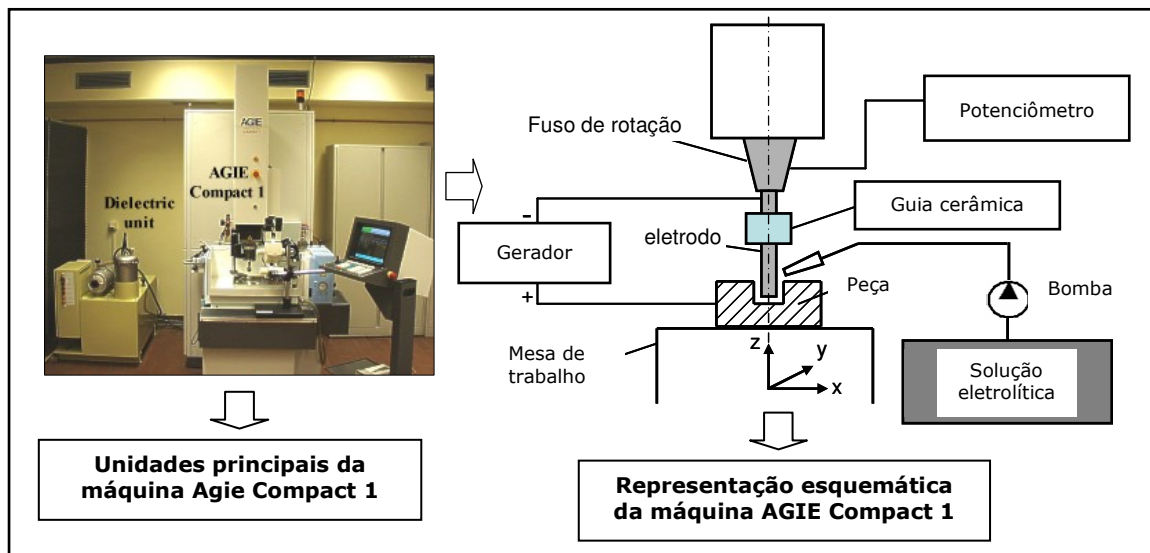 AGIE
AGIE
Compact 1
Dielectric
unit
Unidades principais da
máquina Agie Compact 1
Fuso de rotação
Potenciômetro
-
Gerador
+
Guia cerâmica
eletrodo
Peça
Bomba
Mesa de
trabalho
z
y
x
Solução
eletrolítica
Representação esquemática
da máquina AGIE Compact 1